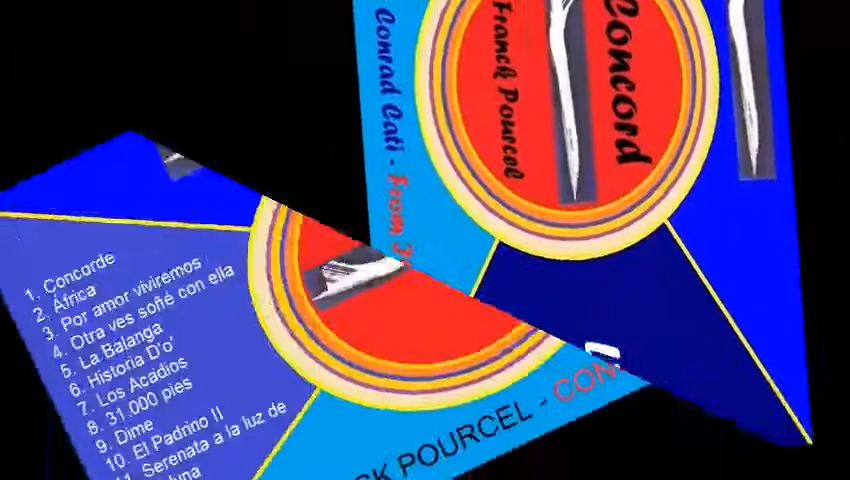 Concord
Franck Pourcel
Conrad Cati - From
1. Concorde
2. África
3. Por amor viviremos
4. Otra ves soñé con ella
5. La Balanga
6. Historia D'o'
7. Los Acadios
8. 31.000 pies
9. Dime
10. El Padrino II
11. Serenata a la luz de
luna
POURCEL - CON